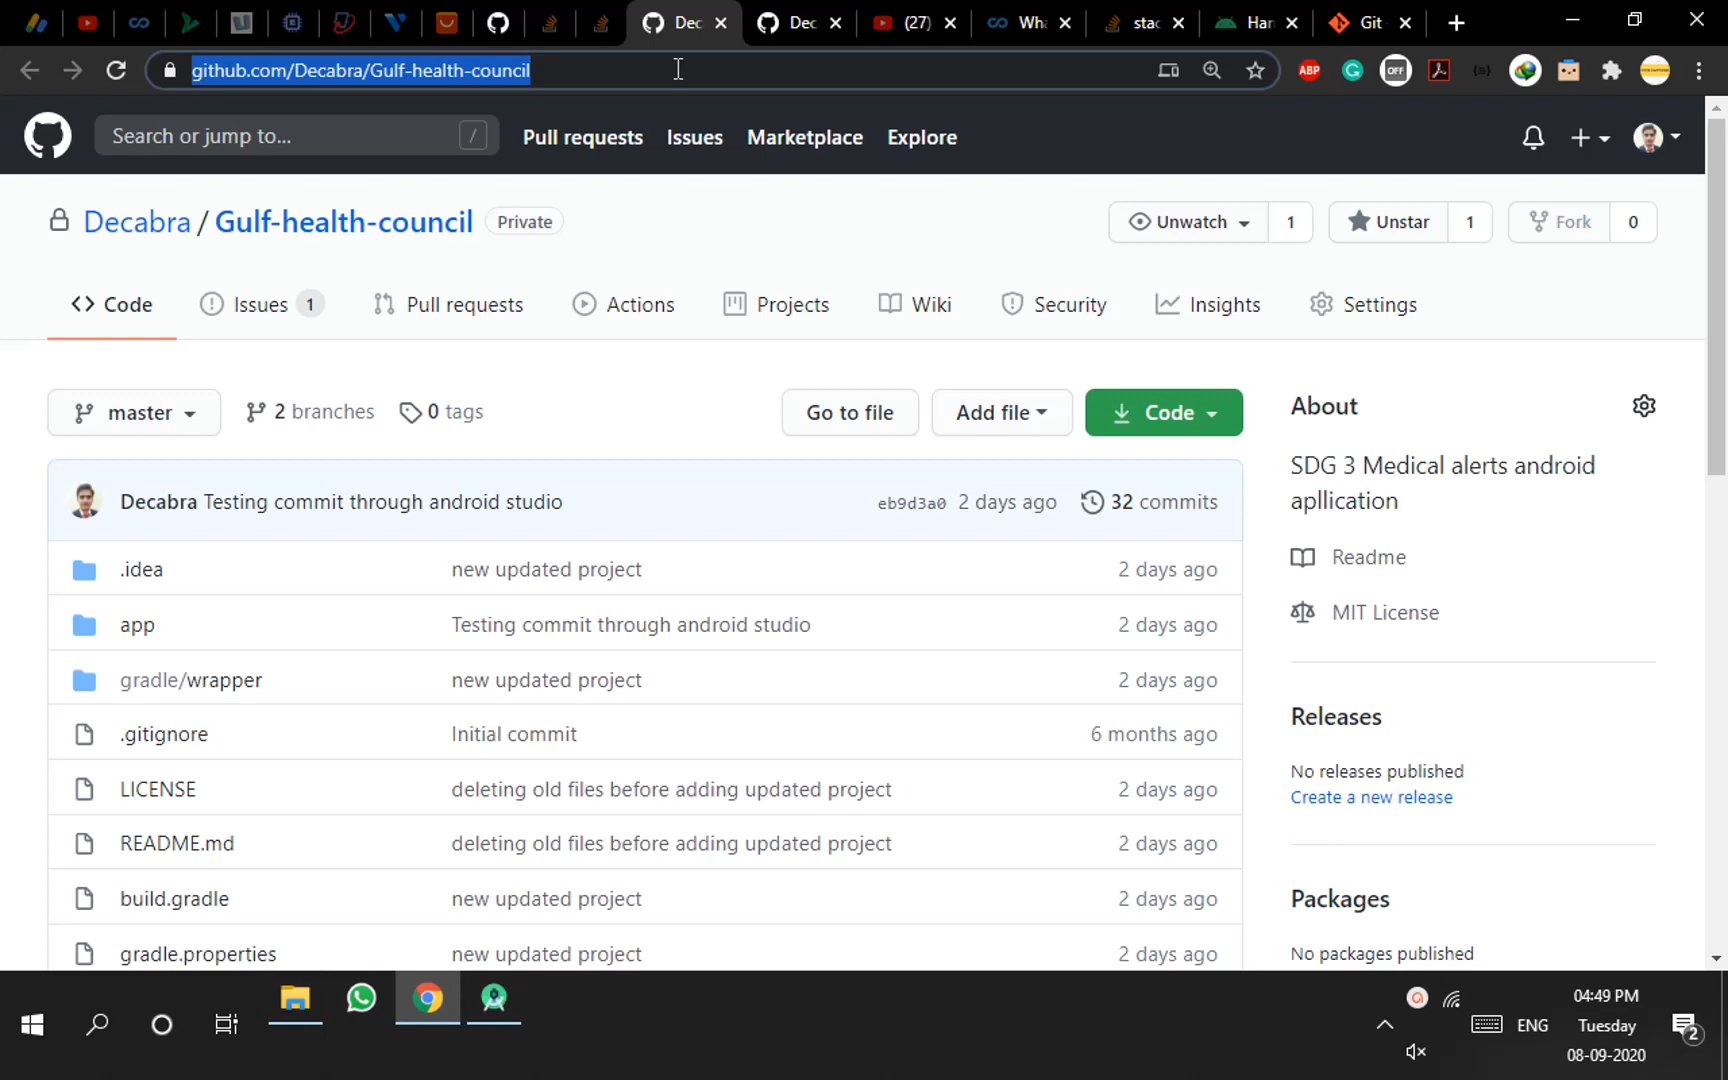 Dec
Dec
(27)
Wh
stac
Har
Git
github.com/Decabra/Gulf-health-council
ABP
OFF
Search or jump to...
/
Pull requests
Issues
Marketplace
Explore
Decabra / Gulf-health-council
Private
Unwatch
1
Unstar
1
Fork
0
Code
Issues 1
Pull requests
Actions
Projects
Wiki
Security
Insights
Settings
master
2 branches
0 tags
Go to file
Add file
Code
Decabra Testing commit through android studio
eb9d3a0 2 days ago
32 commits
.idea
new updated project
2 days ago
app
Testing commit through android studio
2 days ago
gradle/wrapper
new updated project
2 days ago
.gitignore
Initial commit
6 months ago
LICENSE
deleting old files before adding updated project
2 days ago
README.md
deleting old files before adding updated project
2 days ago
build.gradle
new updated project
2 days ago
gradle.properties
new updated project
2 days ago
About
SDG 3 Medical alerts android
apllication
Readme
MIT License
Releases
No releases published
Create a new release
Packages
No packages published
ENG
04:49 PM
Tuesday
08-09-2020
2